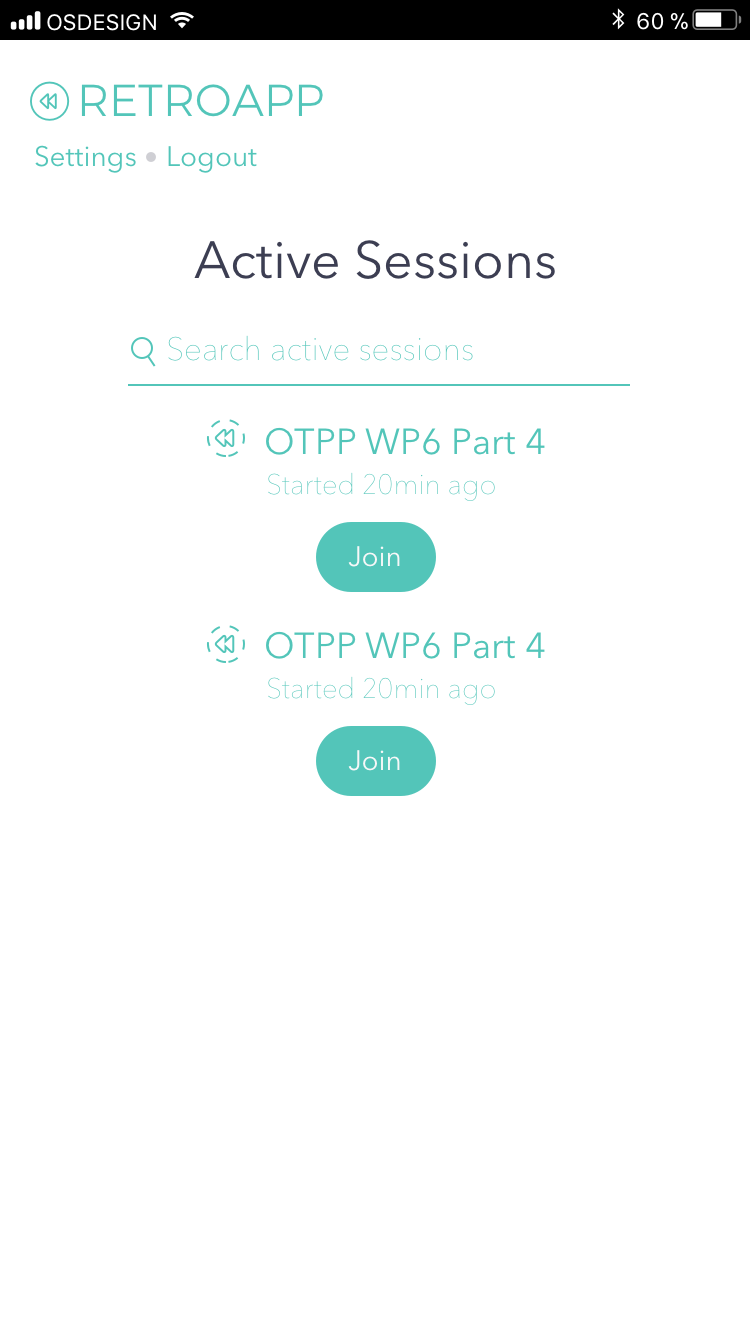 OSDESIGN 60 %
RETROAPP
Settings • Logout
Active Sessions
Search active sessions
OTPP WP6 Part 4
Started 20min ago
Join
OTPP WP6 Part 4
Started 20min ago
Join